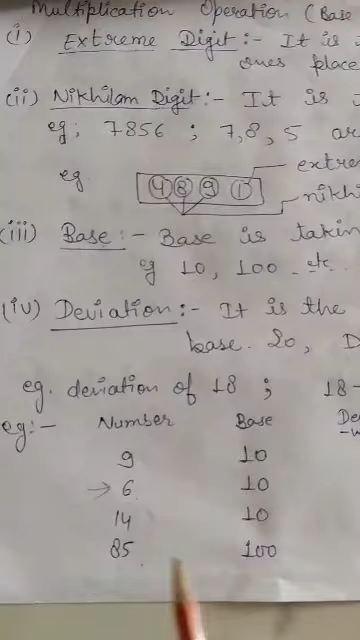 Multiplication Operation (Base
(i) Extreme Digit :- It is
ones place
(ii) Nikhilam Digit :- It is
eg; 7856 ; 7,8,5 ar
extre
eg 4 8 9 1
nikhi
(iii) Base :- Base is takin
eg 10, 100 . etc.
(iv) Deviation :- It is the
base. 20, D
eg. deviation of 18 ; 18-
eg:- Number Base De
9 10
→ 6 10
14 10
85 100